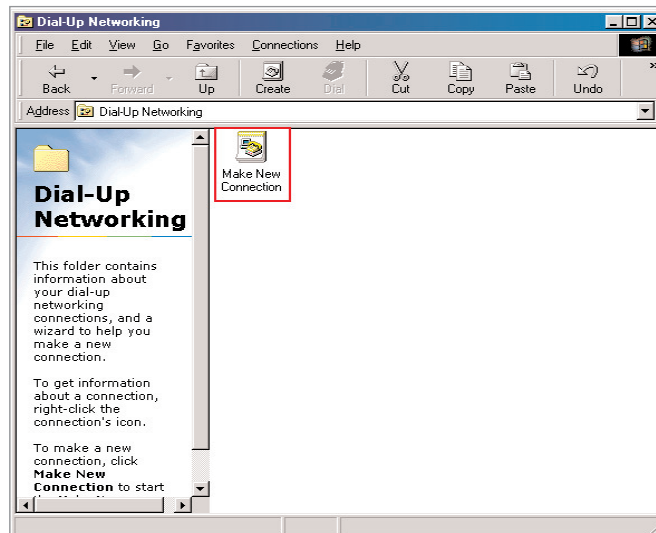 Dial-Up Networking
File Edit View Go Favorites Connections Help
Back Forward Up Create Dial Cut Copy Paste Undo »
Address Dial-Up Networking
Make New
Connection
Dial-Up
Networking
This folder contains
information about
your dial-up
networking
connections, and a
wizard to help you
make a new
connection.
To get information
about a connection,
right-click the
connection's icon.
To make a new
connection, click
Make New
Connection to start